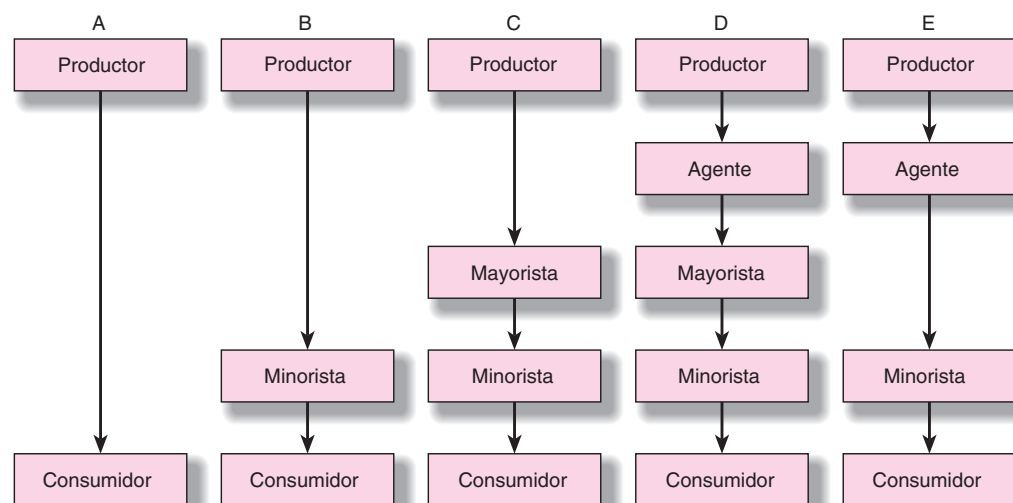 A B C D E
Productor Productor Productor Productor Productor
Agente Agente
Mayorista Mayorista
Minorista Minorista Minorista Minorista
Consumidor Consumidor Consumidor Consumidor Consumidor